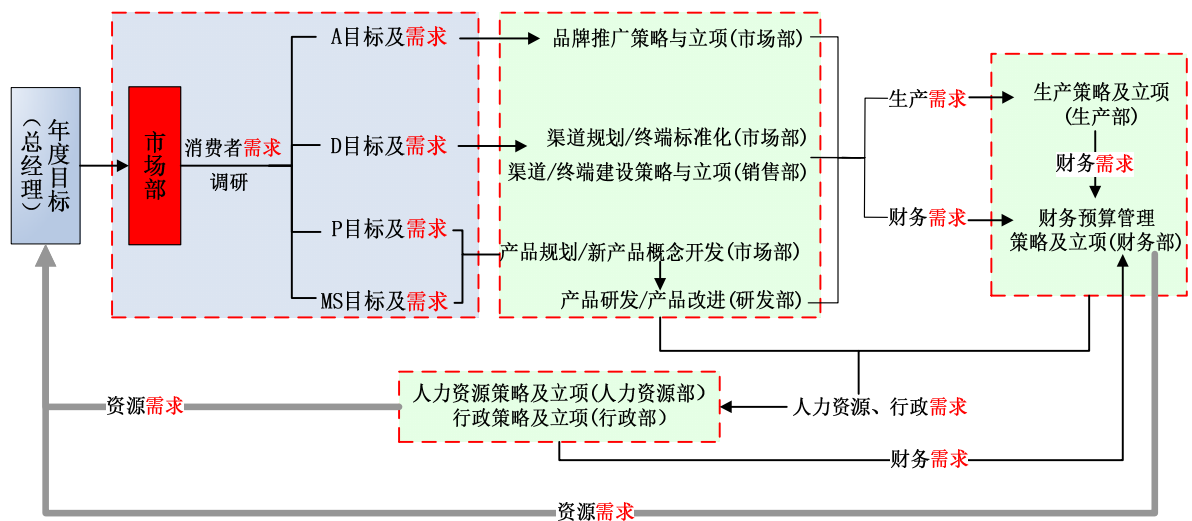 年度目标
（总经理）
市场部
消费者需求
调研
A目标及需求
D目标及需求
P目标及需求
MS目标及需求
品牌推广策略与立项(市场部)
渠道规划/终端标准化(市场部)
渠道/终端建设策略与立项(销售部)
产品规划/新产品概念开发(市场部)
产品研发/产品改进(研发部)
生产需求
财务需求
生产策略及立项
(生产部)
财务需求
财务预算管理
策略及立项(财务部)
人力资源策略及立项(人力资源部）
行政策略及立项(行政部）
人力资源、行政需求
资源需求
财务需求
资源需求